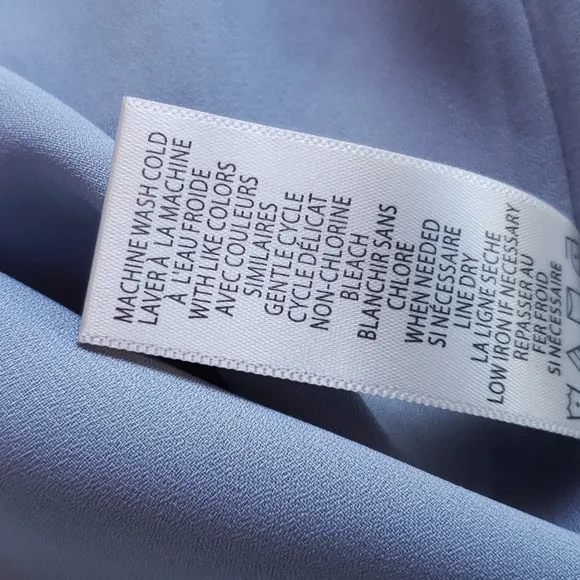 MACHINE WASH COLD
LAVER À LA MACHINE
À L'EAU FROIDE
WITH LIKE COLORS
AVEC COULEURS
SIMILAIRES
GENTLE CYCLE
CYCLE DÉLICAT
NON-CHLORINE
BLEACH
BLANCHIR SANS
CHLORE
WHEN NEEDED
SI NÉCESSAIRE
LINE DRY
LA LIGNE SÈCHE
LOW IRON IF NECESSARY
REPASSER AU
FER FROID
SI NÉCESSAIRE